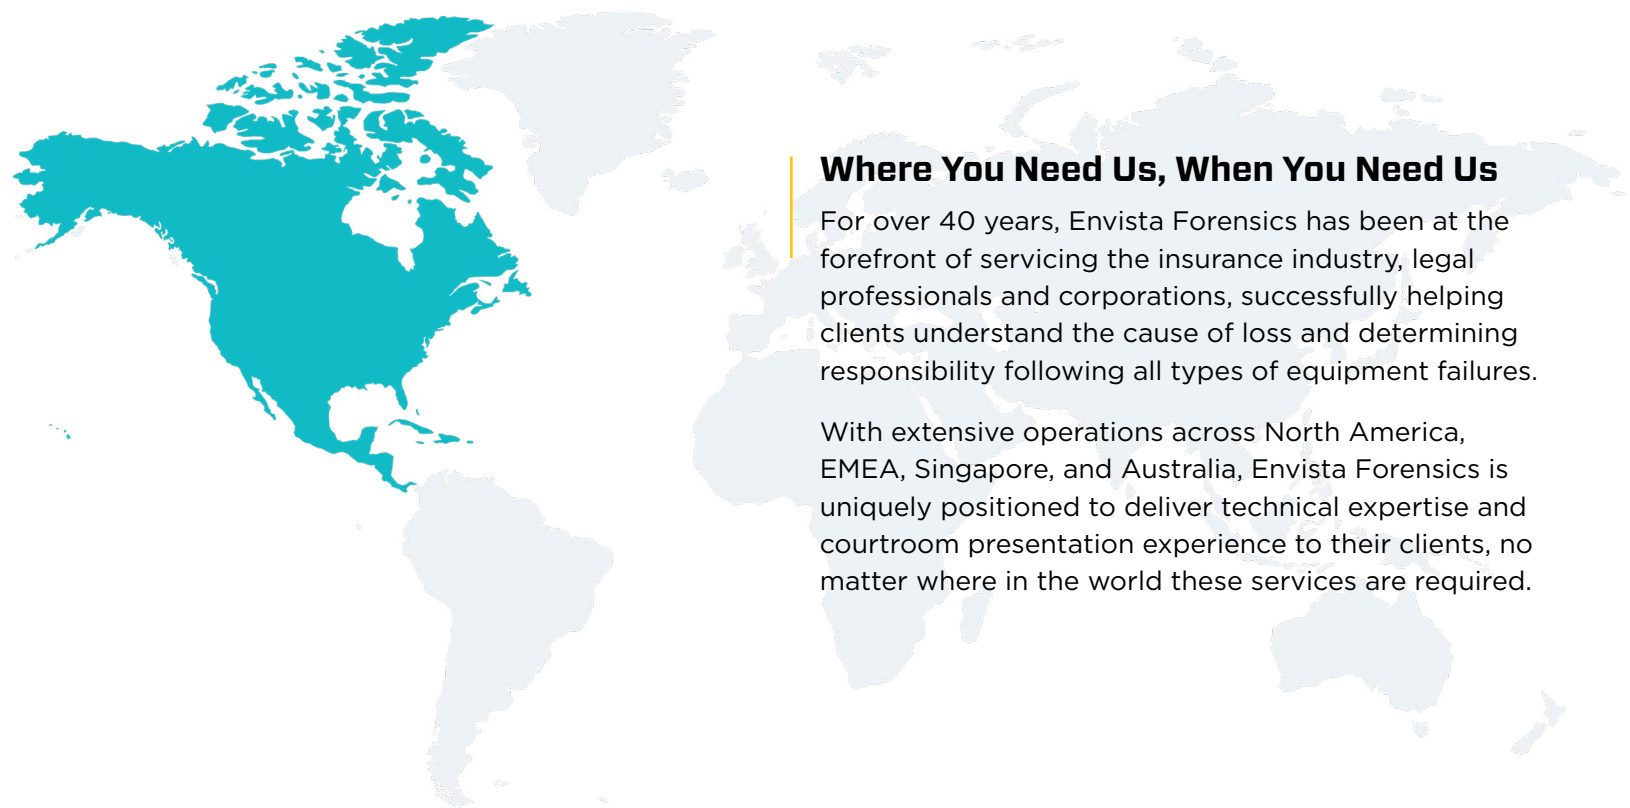 Where You Need Us, When You Need Us
For over 40 years, Envista Forensics has been at the
forefront of servicing the insurance industry, legal
professionals and corporations, successfully helping
clients understand the cause of loss and determining
responsibility following all types of equipment failures.
With extensive operations across North America,
EMEA, Singapore, and Australia, Envista Forensics is
uniquely positioned to deliver technical expertise and
courtroom presentation experience to their clients, no
matter where in the world these services are required.